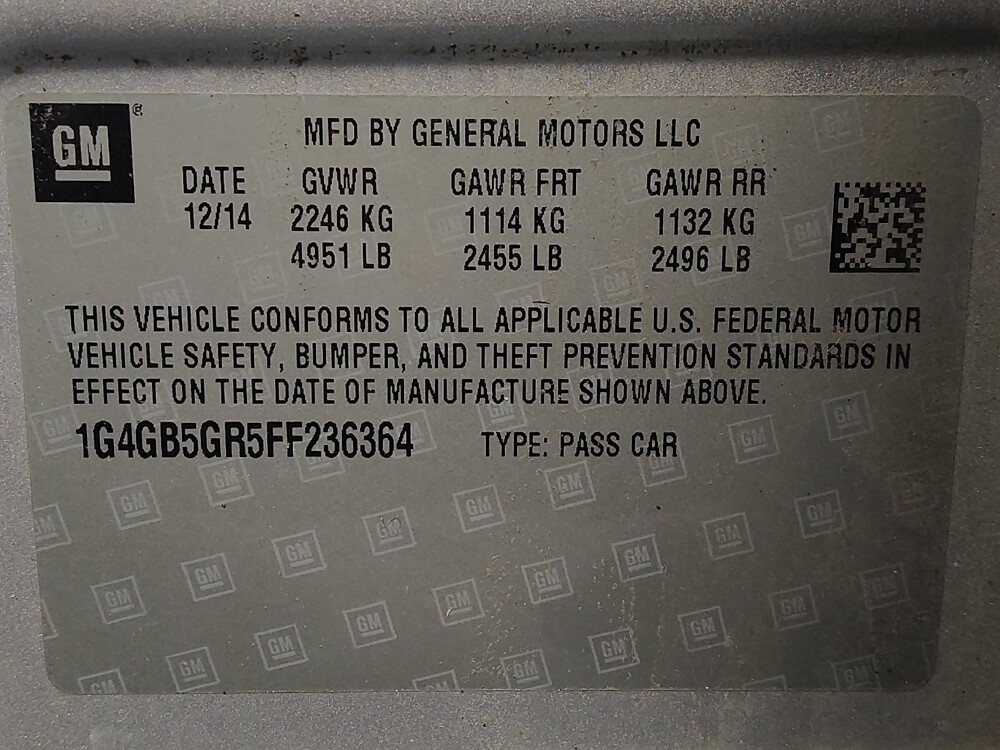 GM ®
MFD BY GENERAL MOTORS LLC
DATE GVWR GAWR FRT GAWR RR
12/14 2246 KG 1114 KG 1132 KG
4951 LB 2455 LB 2496 LB
THIS VEHICLE CONFORMS TO ALL APPLICABLE U.S. FEDERAL MOTOR
VEHICLE SAFETY, BUMPER, AND THEFT PREVENTION STANDARDS IN
EFFECT ON THE DATE OF MANUFACTURE SHOWN ABOVE.
1G4GB5GR5FF236364 TYPE: PASS CAR